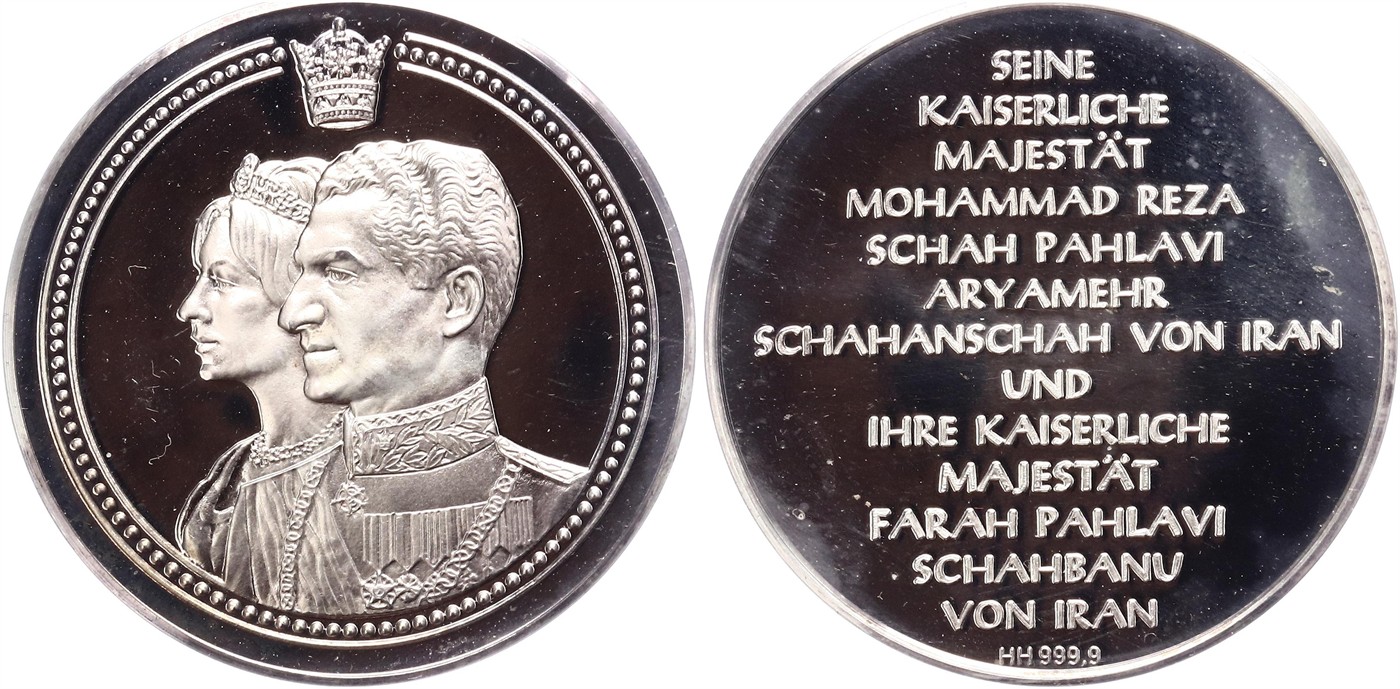 SEINE
KAISERLICHE
MAJESTÄT
MOHAMMAD REZA
SCHAH PAHLAVI
ARYAMEHR
SCHAHANSCHAH VON IRAN
UND
IHRE KAISERLICHE
MAJESTÄT
FARAH PAHLAVI
SCHAHBANU
VON IRAN
HH 999,9